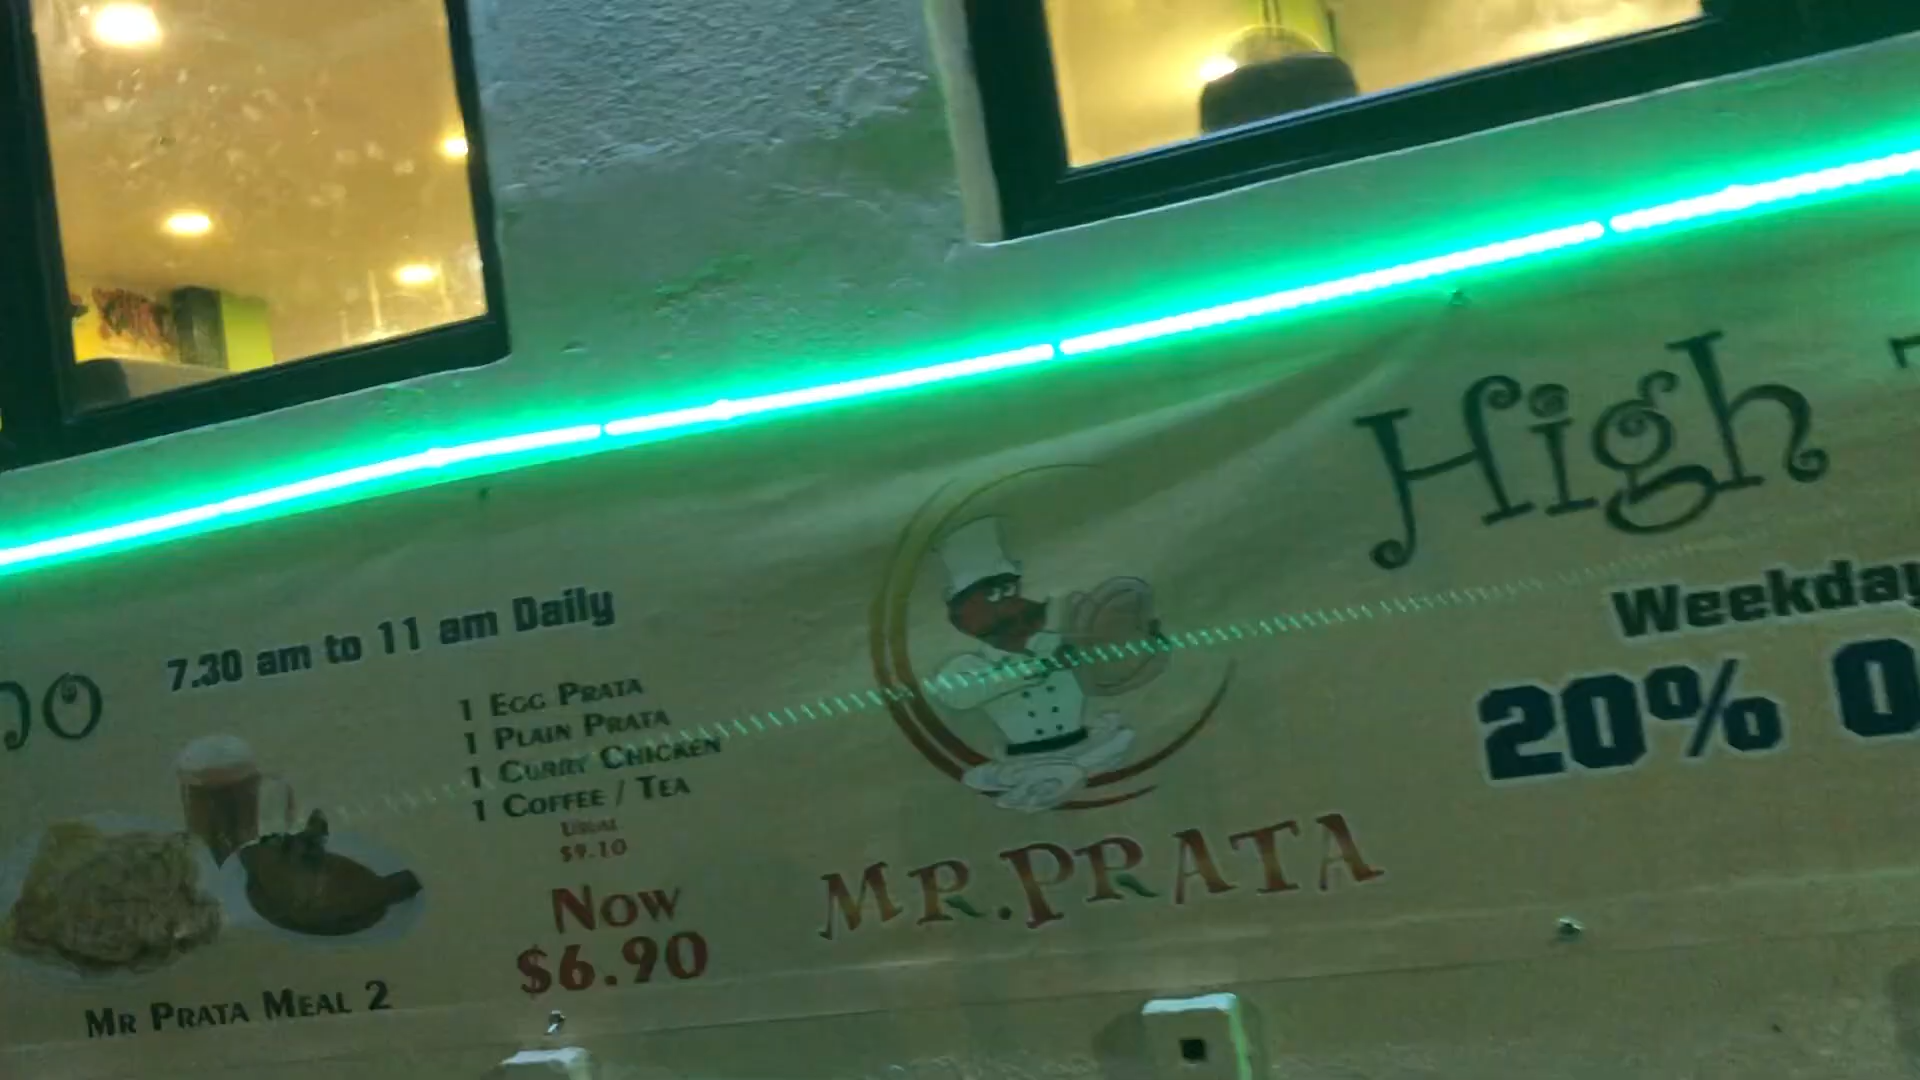 7.30 am to 11 am Daily
1 EGG PRATA
1 PLAIN PRATA
1 CURRY CHICKEN
1 COFFEE / TEA
USUAL
$9.10
NOW
$6.90
MR PRATA MEAL 2
MR.PRATA
High
Weekday
20%